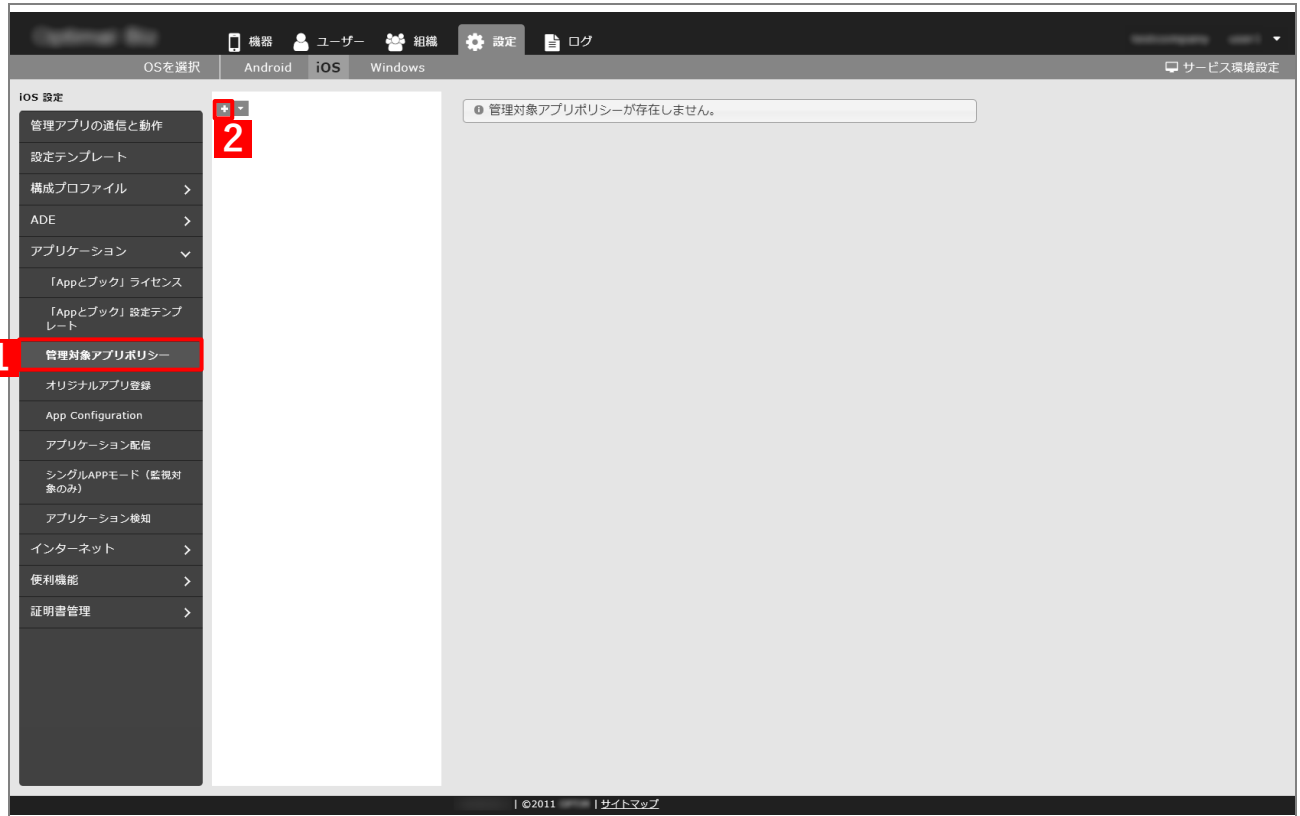 機器 ユーザー 組織 設定 ログ
OSを選択 Android iOS Windows サービス環境設定
iOS 設定
管理アプリの通信と動作
設定テンプレート
構成プロファイル
ADE
アプリケーション
「Appとブック」ライセンス
「Appとブック」設定テンプ
レート
1
管理対象アプリポリシー
オリジナルアプリ登録
App Configuration
アプリケーション配信
シングルAPPモード（監視対
象のみ）
アプリケーション検知
インターネット
便利機能
証明書管理
2
管理対象アプリポリシーが存在しません。
| ©2011 | サイトマップ